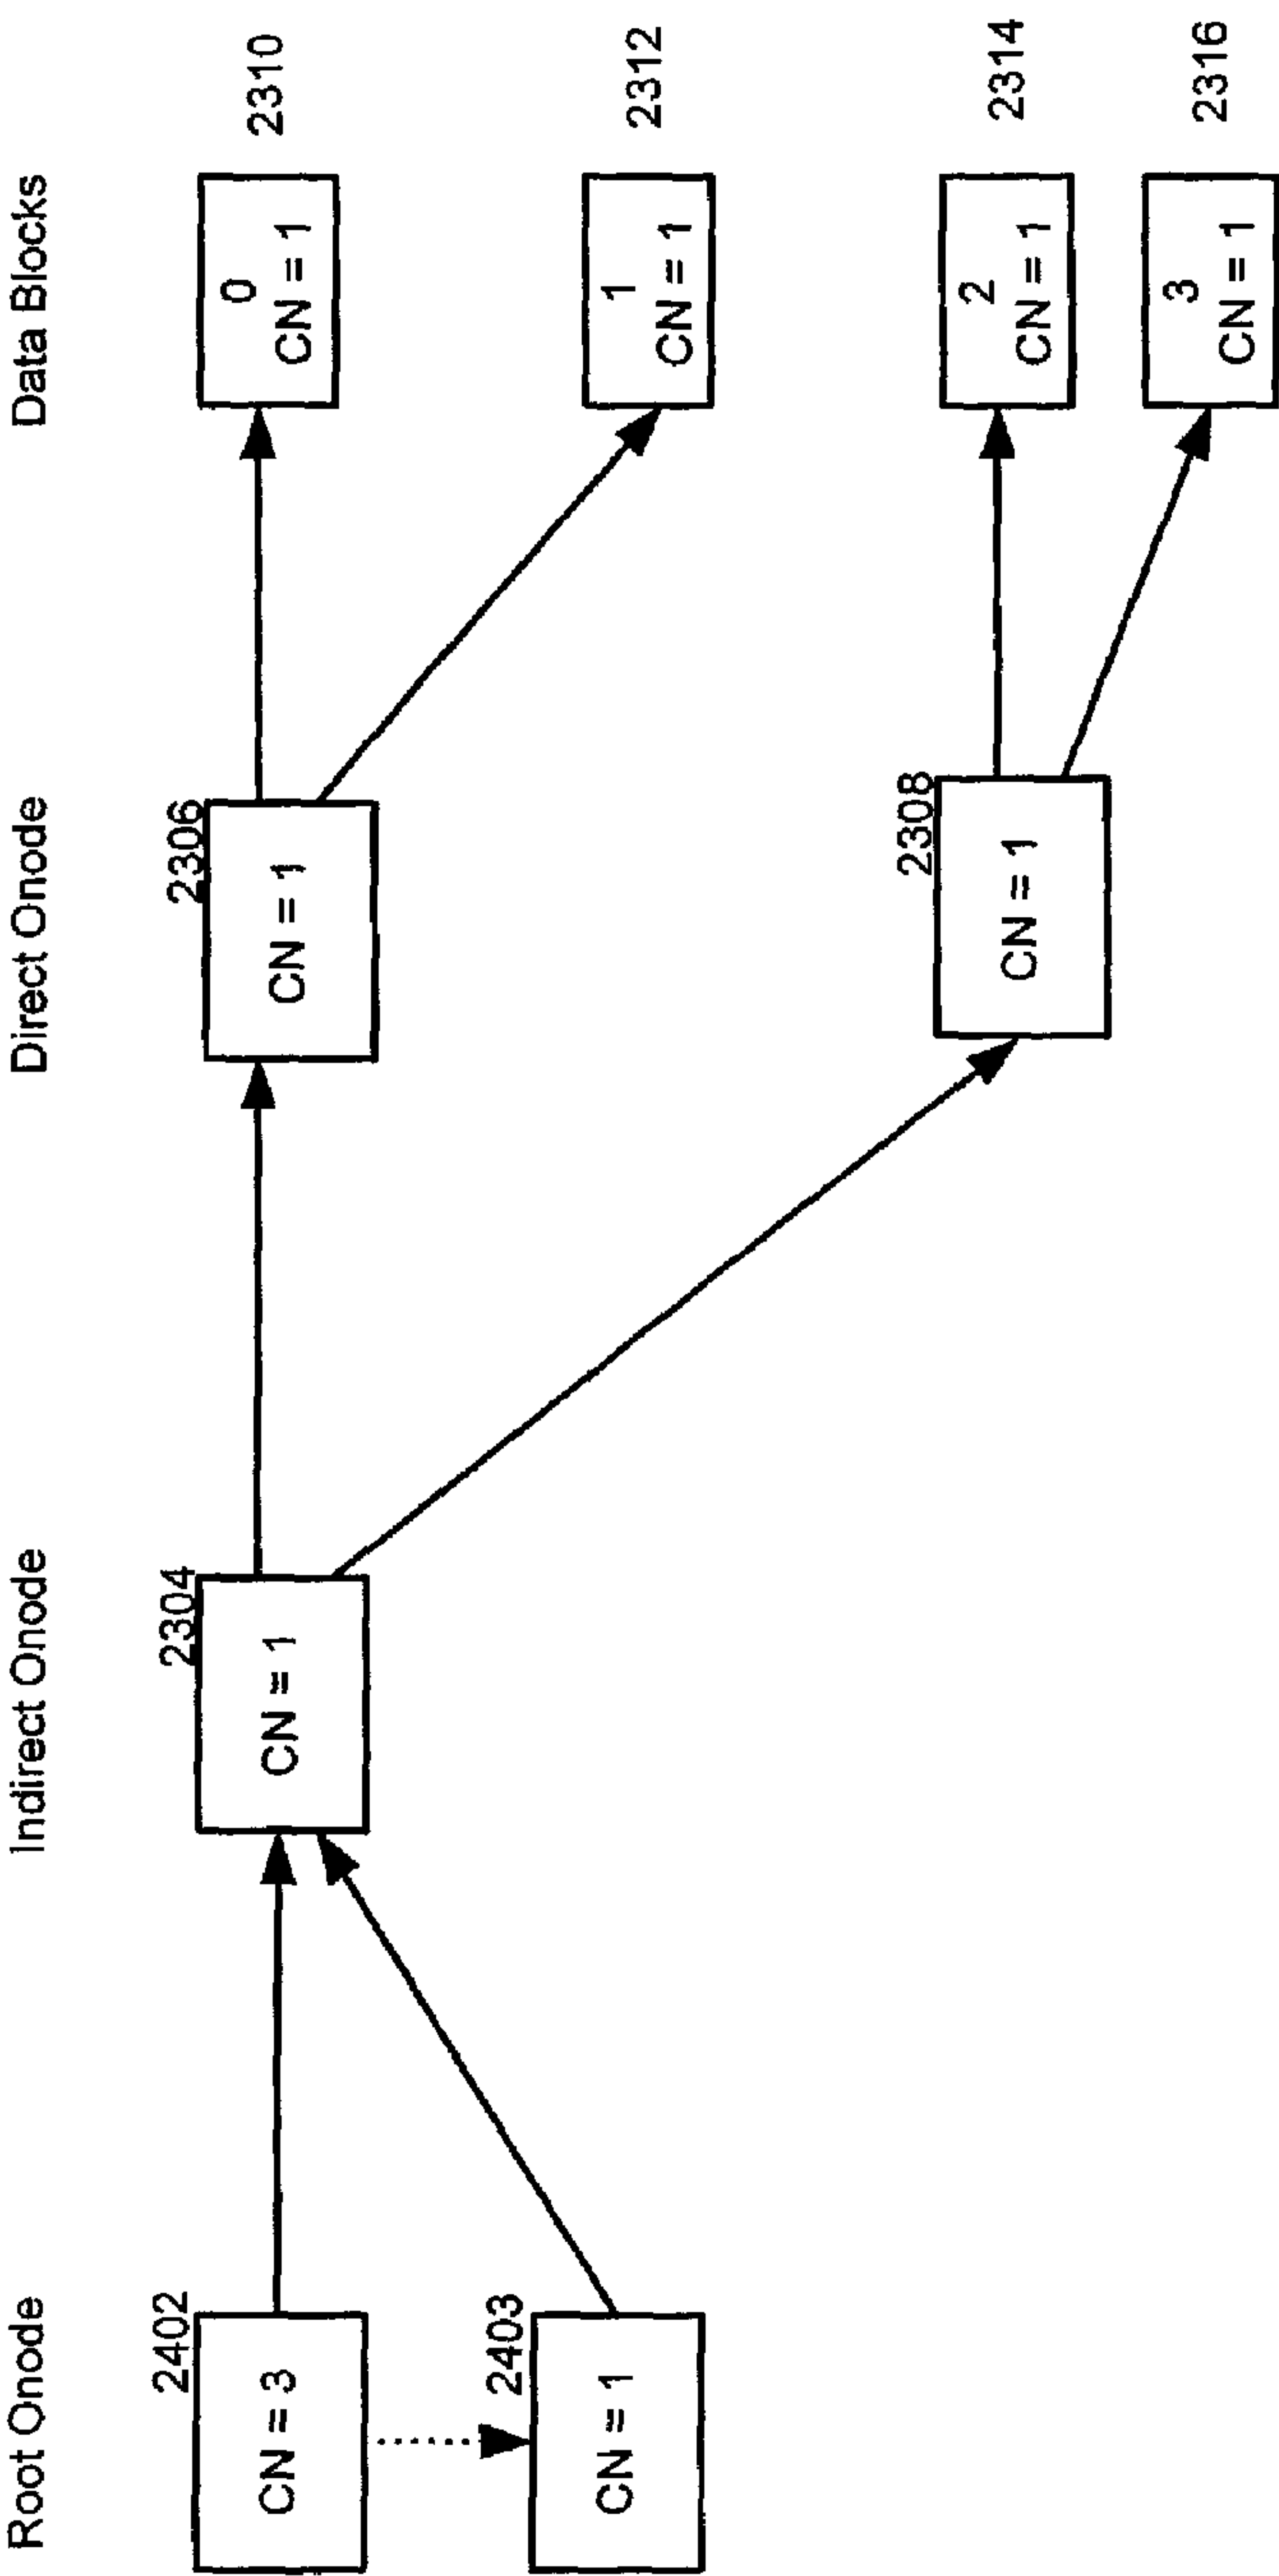 Root Onode
Indirect Onode
Direct Onode
Data Blocks
2402
CN = 3
2403
CN = 1
2304
CN = 1
2306
CN = 1
2308
CN = 1
0
CN = 1
2310
1
CN = 1
2312
2
CN = 1
2314
3
CN = 1
2316